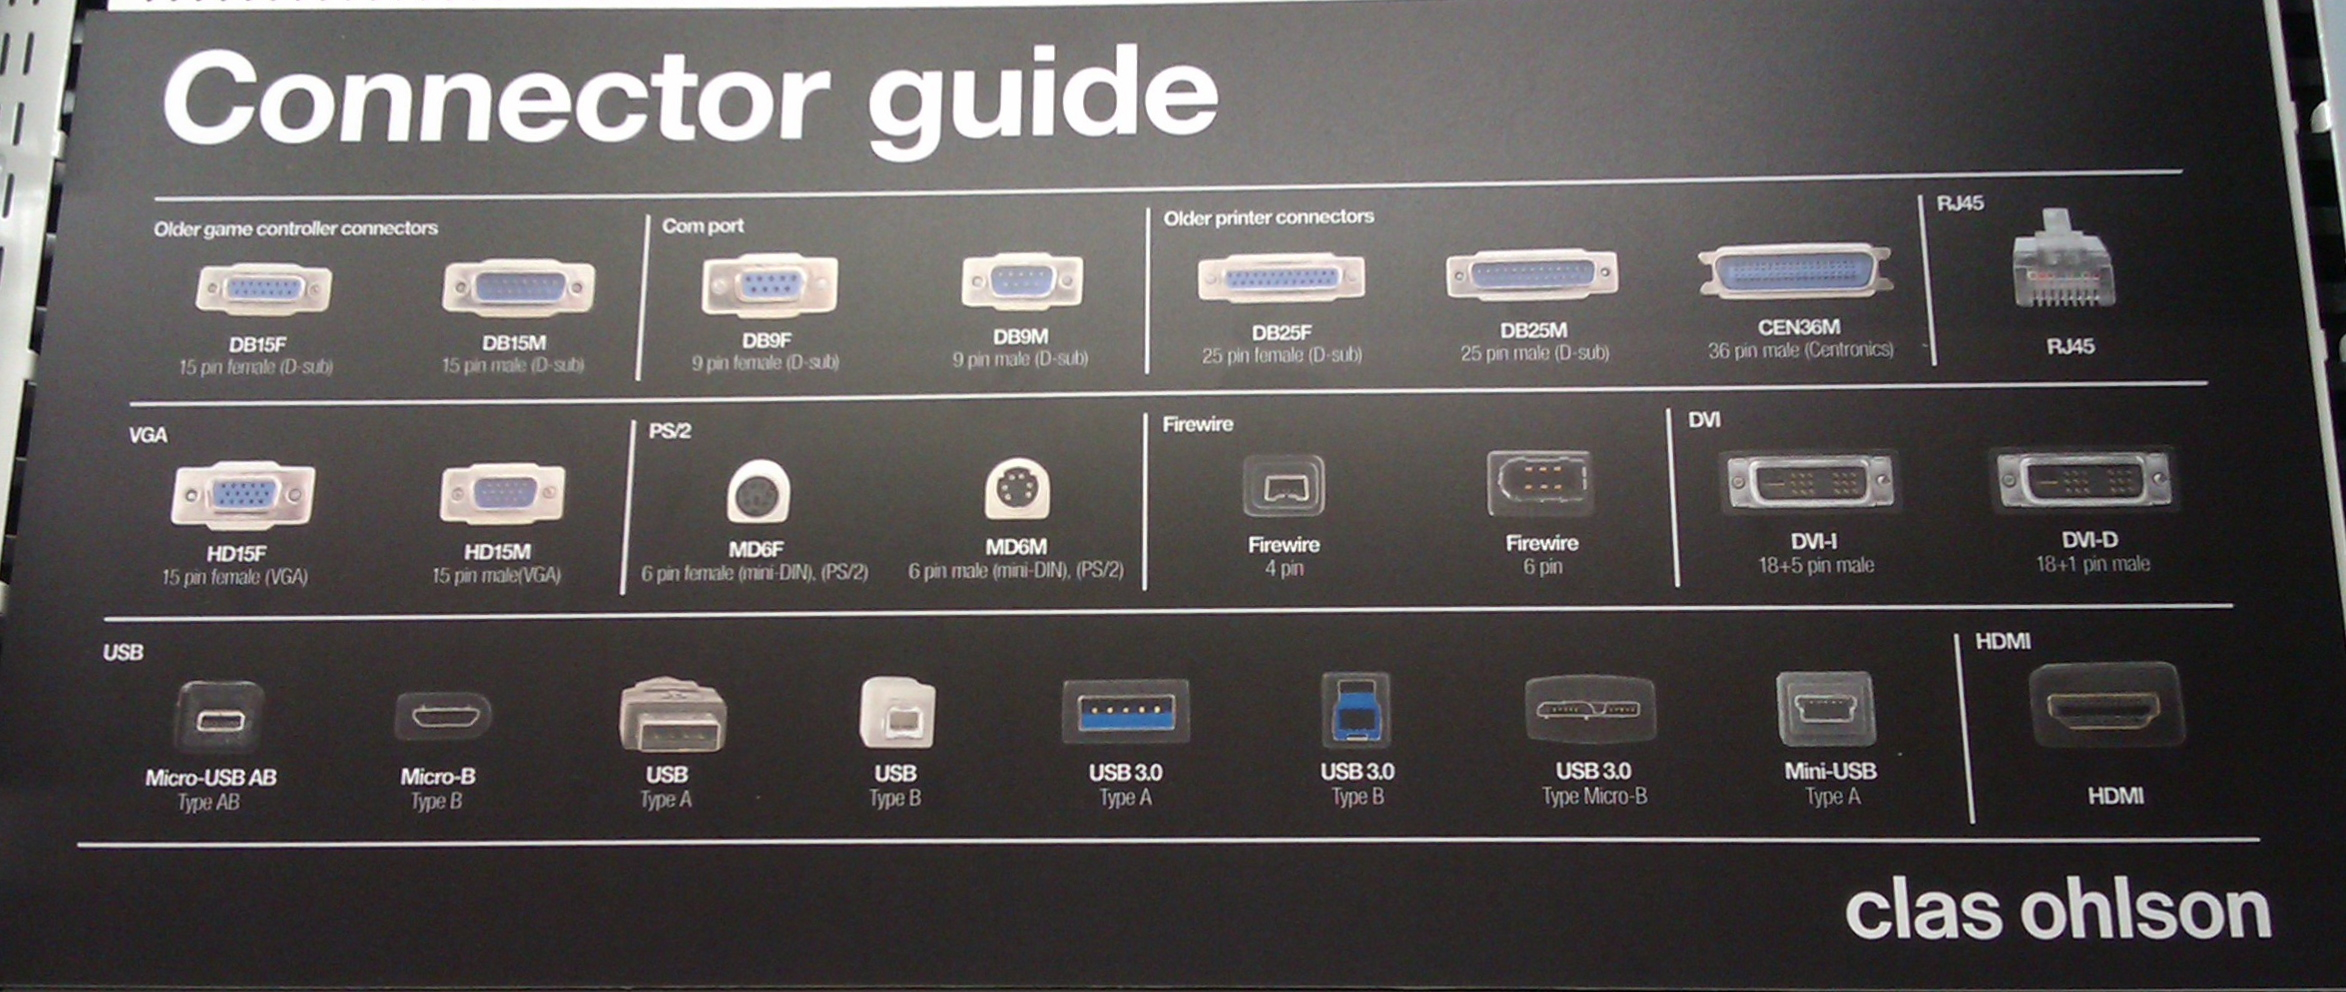 Connector guide
Older game controller connectors
DB15F
15 pin female (D-sub)
DB15M
15 pin male (D-sub)
Com port
DB9F
9 pin female (D-sub)
DB9M
9 pin male (D-sub)
Older printer connectors
DB25F
25 pin female (D-sub)
DB25M
25 pin male (D-sub)
CEN36M
36 pin male (Centronics)
RJ45
RJ45
VGA
HD15F
15 pin female (VGA)
HD15M
15 pin male(VGA)
PS/2
MD6F
6 pin female (mini-DIN), (PS/2)
MD6M
6 pin male (mini-DIN), (PS/2)
Firewire
Firewire
4 pin
Firewire
6 pin
DVI
DVI-I
18+5 pin male
DVI-D
18+1 pin male
USB
Micro-USB AB
Type AB
Micro-B
Type B
USB
Type A
USB
Type B
USB 3.0
Type A
USB 3.0
Type B
USB 3.0
Type Micro-B
Mini-USB
Type A
HDMI
HDMI
clas ohlson